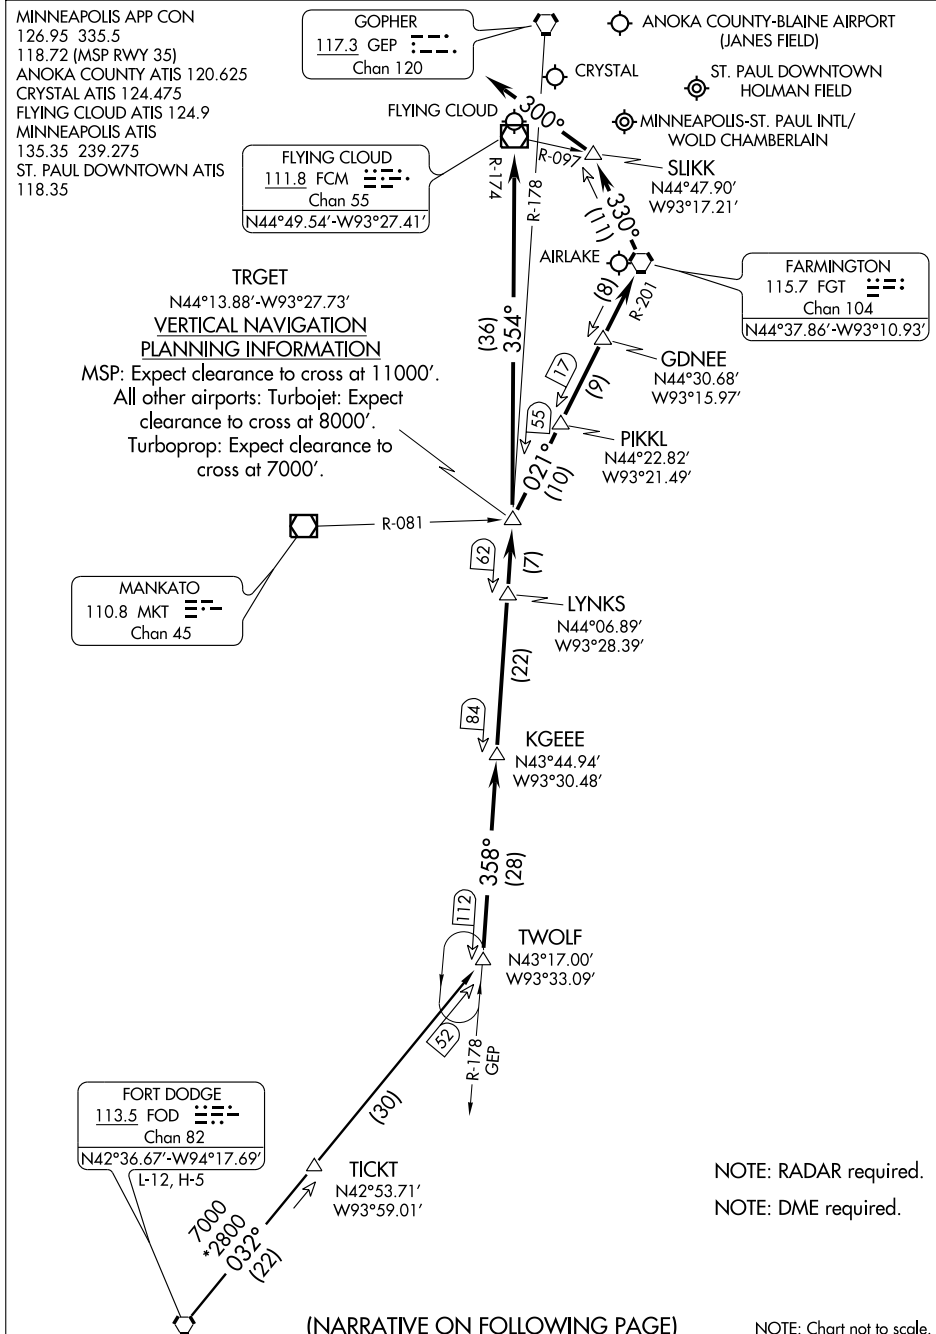 MINNEAPOLIS APP CON
126.95 335.5
118.72 (MSP RWY 35)
ANOKA COUNTY ATIS 120.625
CRYSTAL ATIS 124.475
FLYING CLOUD ATIS 124.9
MINNEAPOLIS ATIS
135.35 239.275
ST. PAUL DOWNTOWN ATIS
118.35
GOPHER
117.3 GEP
Chan 120
ANOKA COUNTY-BLAINE AIRPORT
(JANES FIELD)
CRYSTAL
ST. PAUL DOWNTOWN
HOLMAN FIELD
FLYING CLOUD
300°
MINNEAPOLIS-ST. PAUL INTL/
WOLD CHAMBERLAIN
FLYING CLOUD
111.8 FCM
Chan 55
N44°49.54′-W93°27.41′
R-174
R-178
R-097
SLIKK
N44°47.90′
W93°17.21′
330°
(11)
AIRLAKE
FARMINGTON
115.7 FGT
Chan 104
N44°37.86′-W93°10.93′
(8)
R-201
TRGET
N44°13.88′-W93°27.73′
VERTICAL NAVIGATION
PLANNING INFORMATION
MSP: Expect clearance to cross at 11000′.
All other airports: Turbojet: Expect
clearance to cross at 8000′.
Turboprop: Expect clearance to
cross at 7000′.
354°
(36)
GDNEE
N44°30.68′
W93°15.97′
17
(9)
55
PIKKL
N44°22.82′
W93°21.49′
021°
(10)
R-081
MANKATO
110.8 MKT
Chan 45
62
(7)
LYNKS
N44°06.89′
W93°28.39′
(22)
84
KGEEE
N43°44.94′
W93°30.48′
358°
(28)
112
TWOLF
N43°17.00′
W93°33.09′
52
R-178
GEP
(30)
FORT DODGE
113.5 FOD
Chan 82
N42°36.67′-W94°17.69′
L-12, H-5
TICKT
N42°53.71′
W93°59.01′
7000
*2800
032°
(22)
NOTE: RADAR required.
NOTE: DME required.
(NARRATIVE ON FOLLOWING PAGE)
NOTE: Chart not to scale.